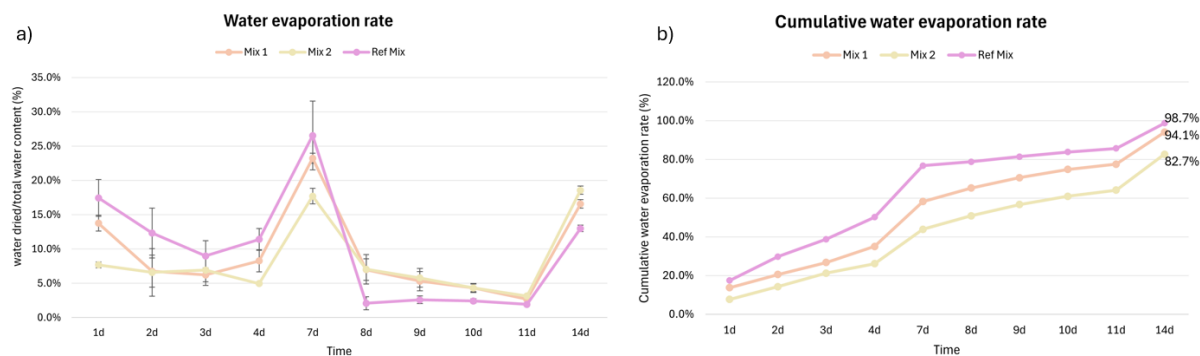 a)
Water evaporation rate
Mix 1 Mix 2 Ref Mix
water dried/total water content (%)
35.0%
30.0%
25.0%
20.0%
15.0%
10.0%
5.0%
0.0%
1d 2d 3d 4d 7d 8d 9d 10d 11d 14d
Time
b)
Cumulative water evaporation rate
Mix 1 Mix 2 Ref Mix
Cumulative water evaporation rate (%)
120.0%
100.0%
80.0%
60.0%
40.0%
20.0%
0.0%
98.7%
94.1%
82.7%
1d 2d 3d 4d 7d 8d 9d 10d 11d 14d
Time